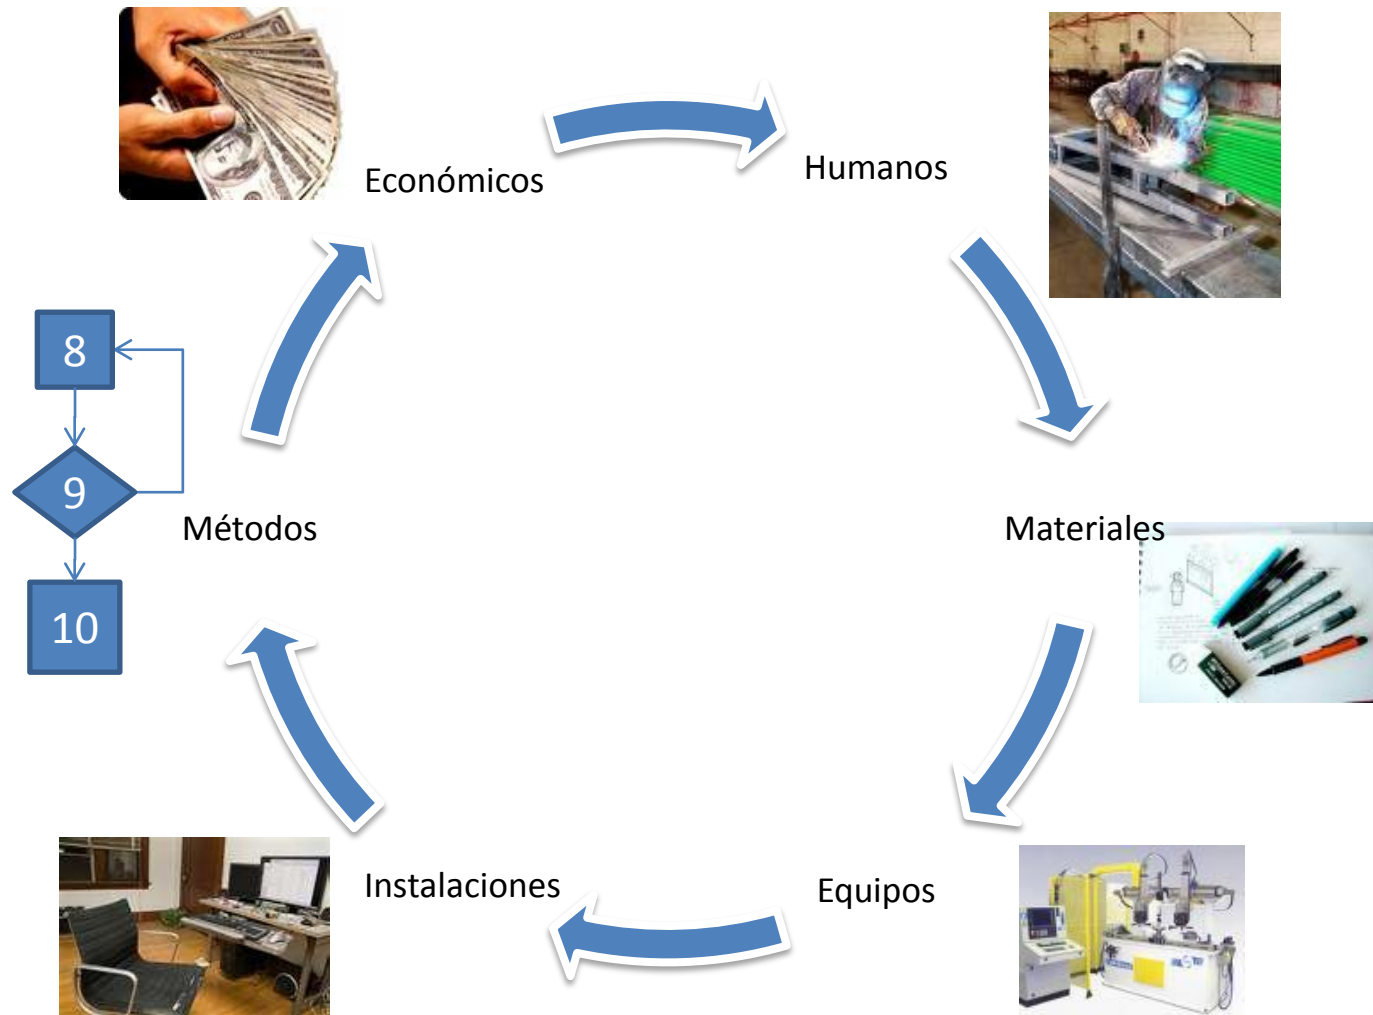 Económicos
Humanos
8
9
Métodos
Materiales
10
Instalaciones
Equipos